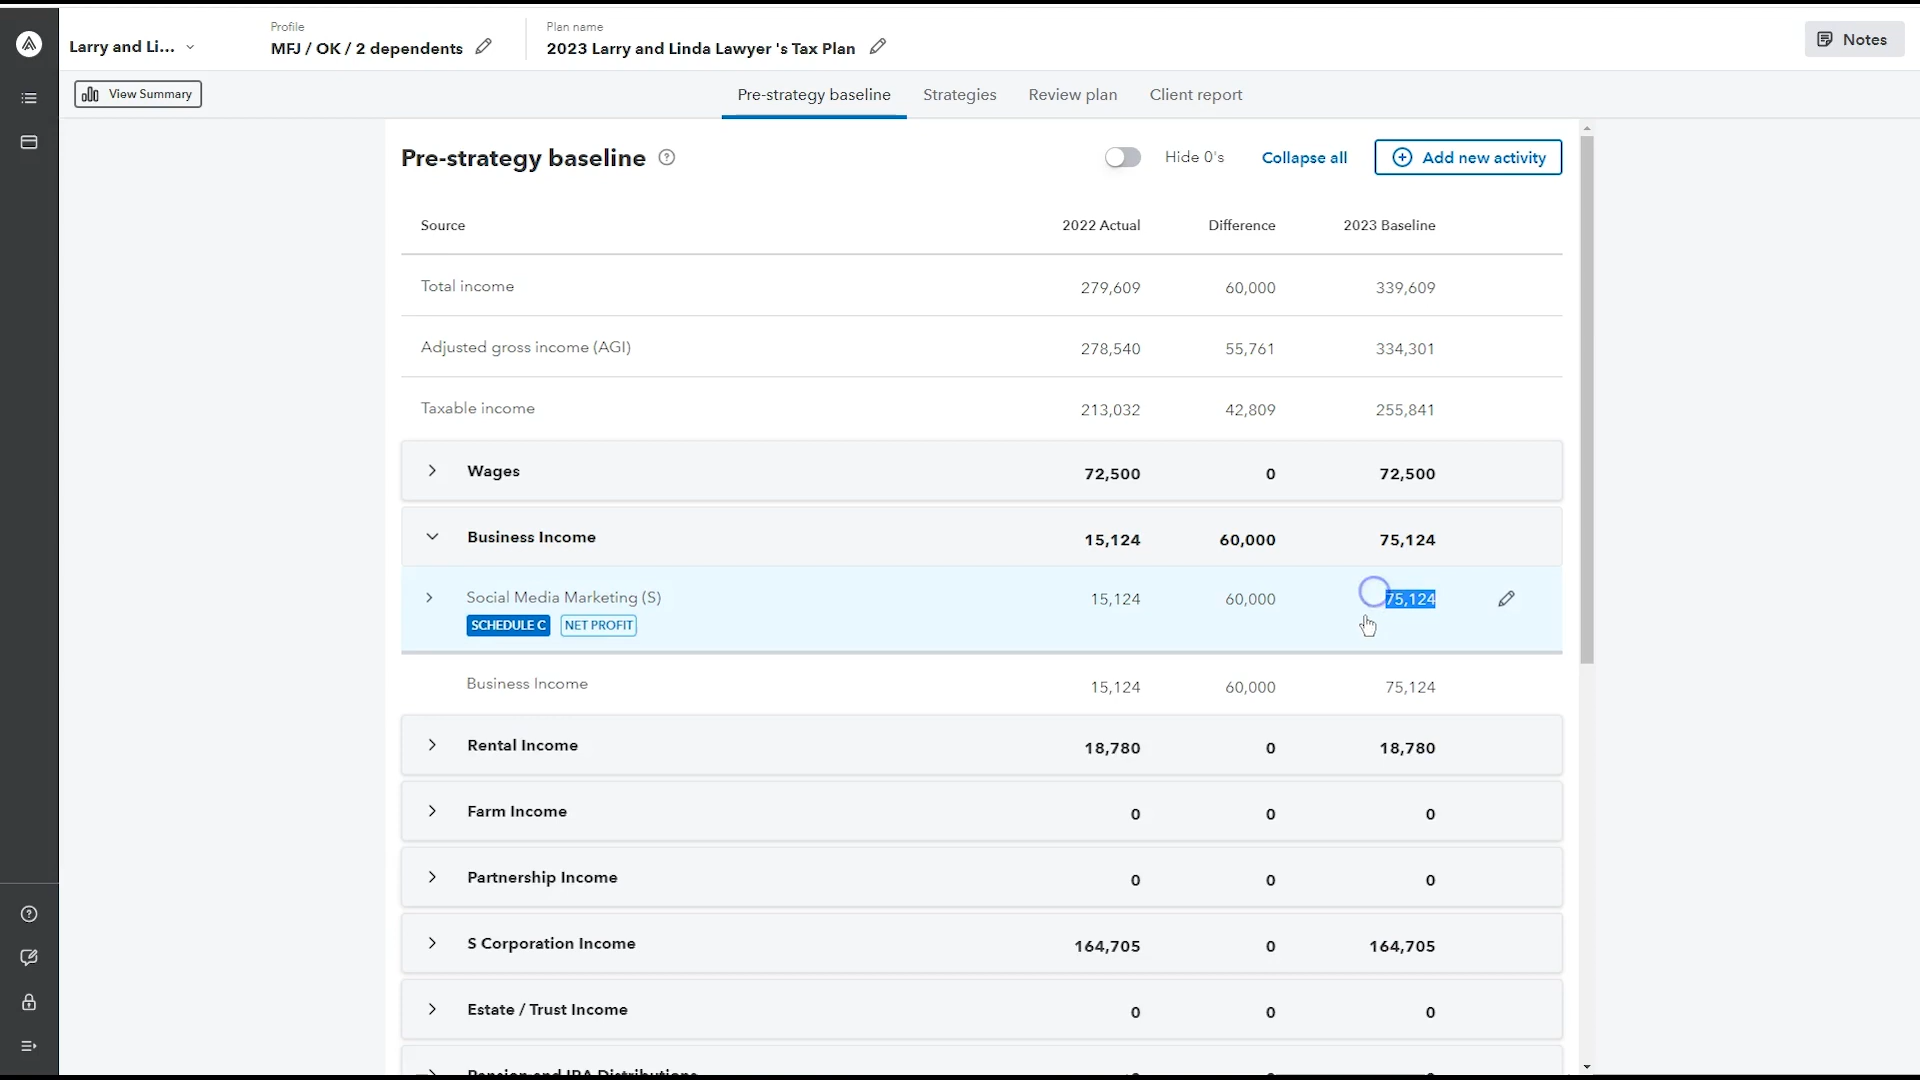 Larry and Li...
Profile
MFJ / OK / 2 dependents
Plan name
2023 Larry and Linda Lawyer 's Tax Plan
Notes
View Summary
Pre-strategy baseline
Strategies
Review plan
Client report
Pre-strategy baseline
Hide 0's
Collapse all
Add new activity
Source 2022 Actual Difference 2023 Baseline
Total income 279,609 60,000 339,609
Adjusted gross income (AGI) 278,540 55,761 334,301
Taxable income 213,032 42,809 255,841
Wages 72,500 0 72,500
Business Income 15,124 60,000 75,124
Social Media Marketing (S) 15,124 60,000 75,124
SCHEDULE C NET PROFIT
Business Income 15,124 60,000 75,124
Rental Income 18,780 0 18,780
Farm Income 0 0 0
Partnership Income 0 0 0
S Corporation Income 164,705 0 164,705
Estate / Trust Income 0 0 0
Pension and IRA Distributions